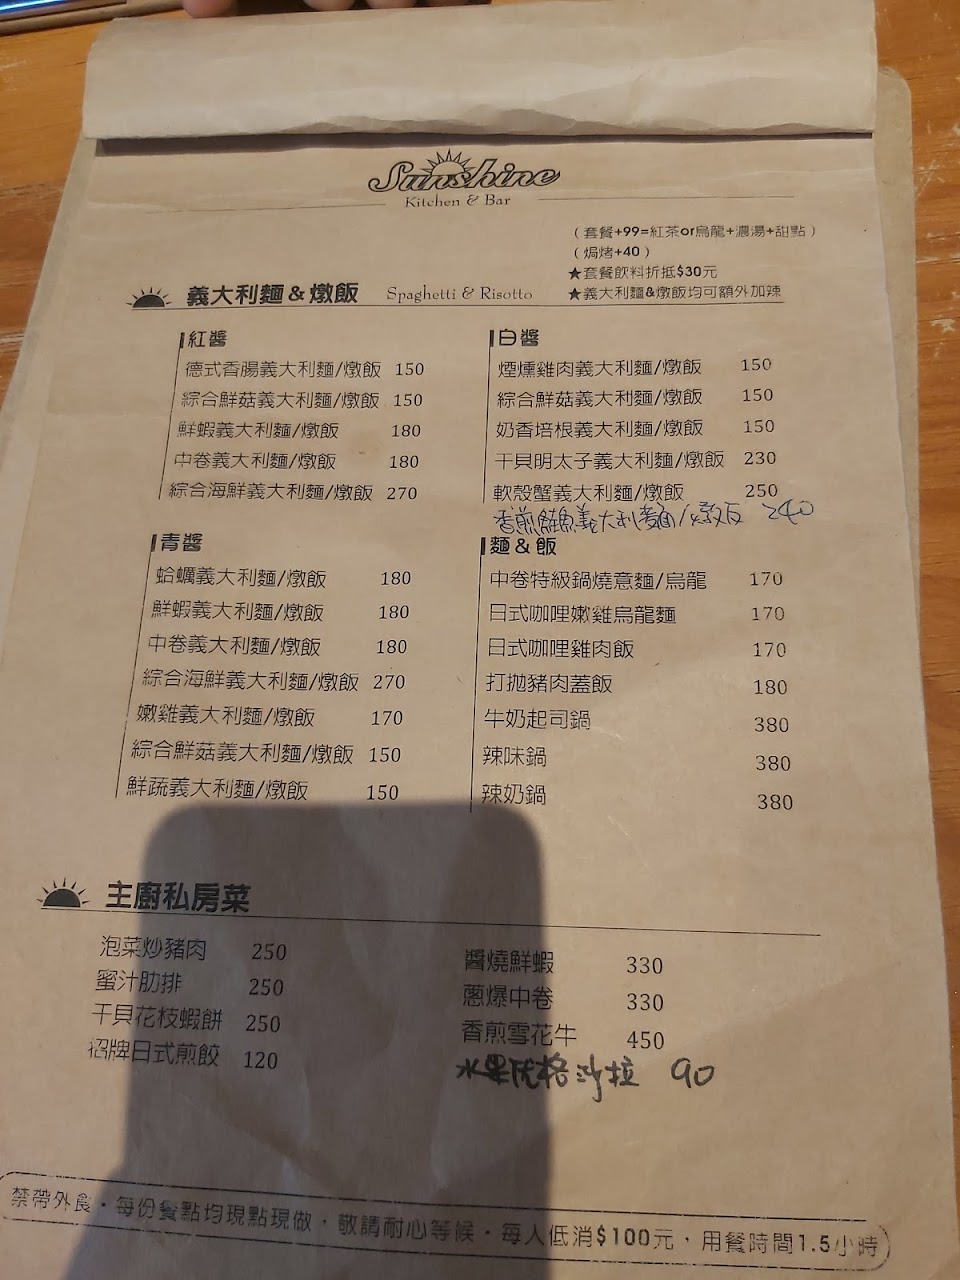 Sunshine
Kitchen & Bar
（套餐+99=紅茶or烏龍+濃湯+甜點）
（焗烤+40）
★套餐飲料折抵$30元
★義大利麵&燉飯均可額外加辣
義大利麵&燉飯 Spaghetti & Risotto
紅醬
德式香腸義大利麵/燉飯 150
綜合鮮菇義大利麵/燉飯 150
鮮蝦義大利麵/燉飯 180
中卷義大利麵/燉飯 180
綜合海鮮義大利麵/燉飯 270
白醬
煙燻雞肉義大利麵/燉飯 150
綜合鮮菇義大利麵/燉飯 150
奶香培根義大利麵/燉飯 150
干貝明太子義大利麵/燉飯 230
軟殼蟹義大利麵/燉飯 250
香煎鮭魚義大利麵/燉飯 240
青醬
蛤蠣義大利麵/燉飯 180
鮮蝦義大利麵/燉飯 180
中卷義大利麵/燉飯 180
綜合海鮮義大利麵/燉飯 270
嫩雞義大利麵/燉飯 170
綜合鮮菇義大利麵/燉飯 150
鮮蔬義大利麵/燉飯 150
麵&飯
中卷特級鍋燒意麵/烏龍 170
日式咖哩嫩雞烏龍麵 170
日式咖哩雞肉飯 170
打拋豬肉蓋飯 180
牛奶起司鍋 380
辣味鍋 380
辣奶鍋 380
主廚私房菜
泡菜炒豬肉 250
蜜汁肋排 250
干貝花枝蝦餅 250
招牌日式煎餃 120
醬燒鮮蝦 330
蔥爆中卷 330
香煎雪花牛 450
水果优格沙拉 90
禁帶外食・每份餐點均現點現做，敬請耐心等候・每人低消$100元，用餐時間1.5小時